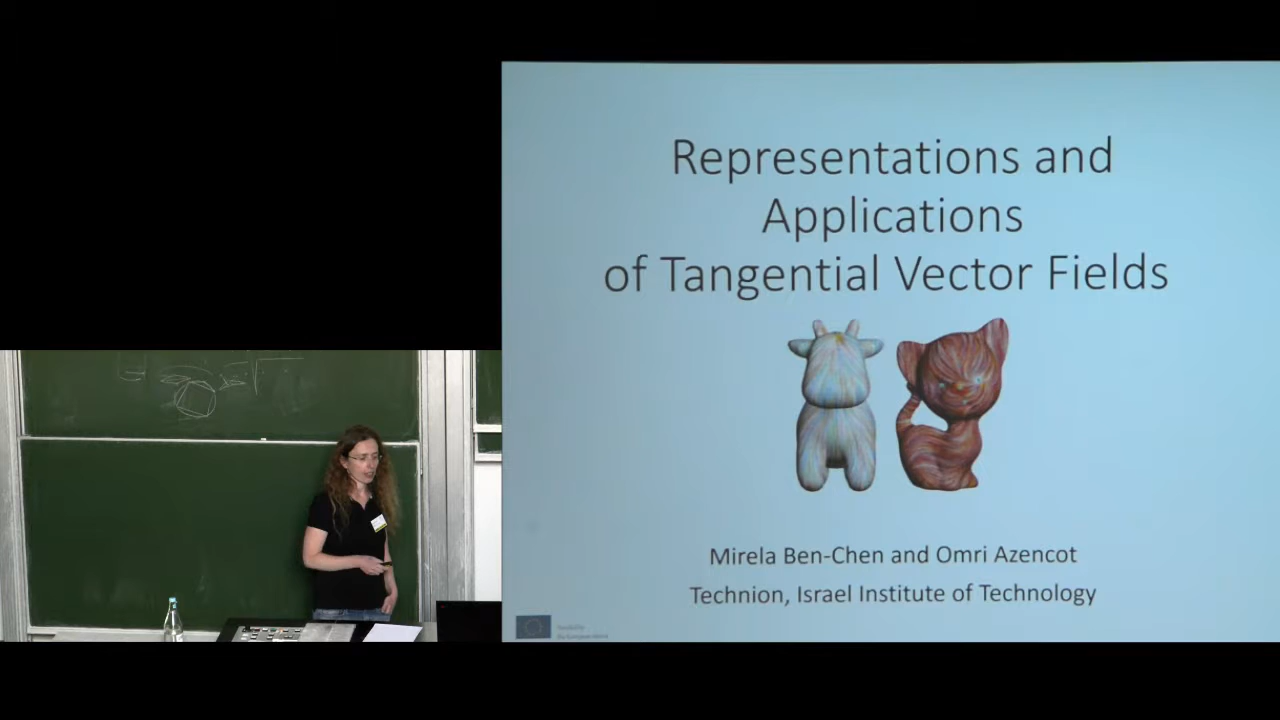 Representations and
Applications
of Tangential Vector Fields
Mirela Ben-Chen and Omri Azencot
Technion, Israel Institute of Technology